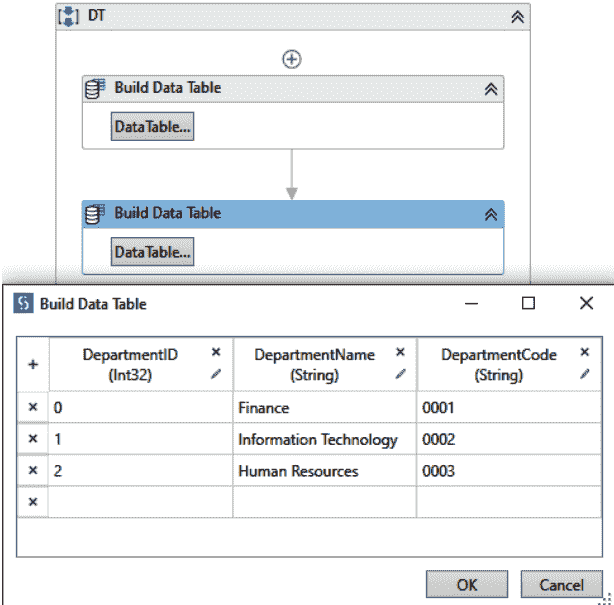 DT
Build Data Table
DataTable...
Build Data Table
DataTable...
Build Data Table
DepartmentID
(Int32)
DepartmentName
(String)
DepartmentCode
(String)
0 Finance 0001
1 Information Technology 0002
2 Human Resources 0003
OK Cancel